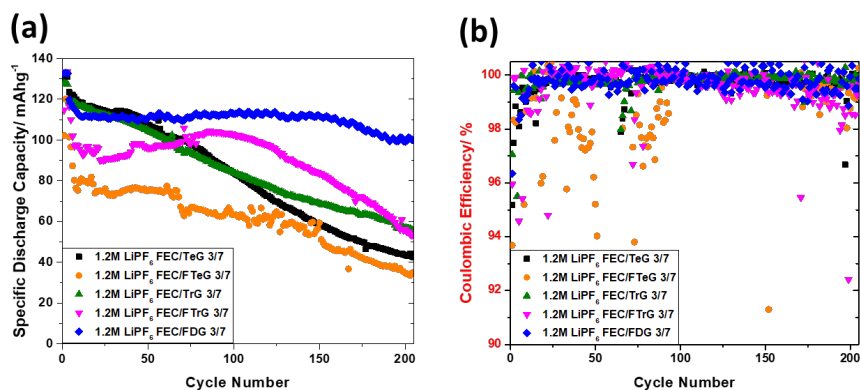 (a)
140
120
100
80
60
40
20
0
Specific Discharge Capacity/ mAhg⁻¹
1.2M LiPF₆ FEC/TeG 3/7
1.2M LiPF₆ FEC/FTeG 3/7
1.2M LiPF₆ FEC/TrG 3/7
1.2M LiPF₆ FEC/FTrG 3/7
1.2M LiPF₆ FEC/FDG 3/7
0 50 100 150 200
Cycle Number
(b)
100
98
96
94
92
90
Coulombic Efficiency/ %
1.2M LiPF₆ FEC/TeG 3/7
1.2M LiPF₆ FEC/FTeG 3/7
1.2M LiPF₆ FEC/TrG 3/7
1.2M LiPF₆ FEC/FTrG 3/7
1.2M LiPF₆ FEC/FDG 3/7
0 50 100 150 200
Cycle Number